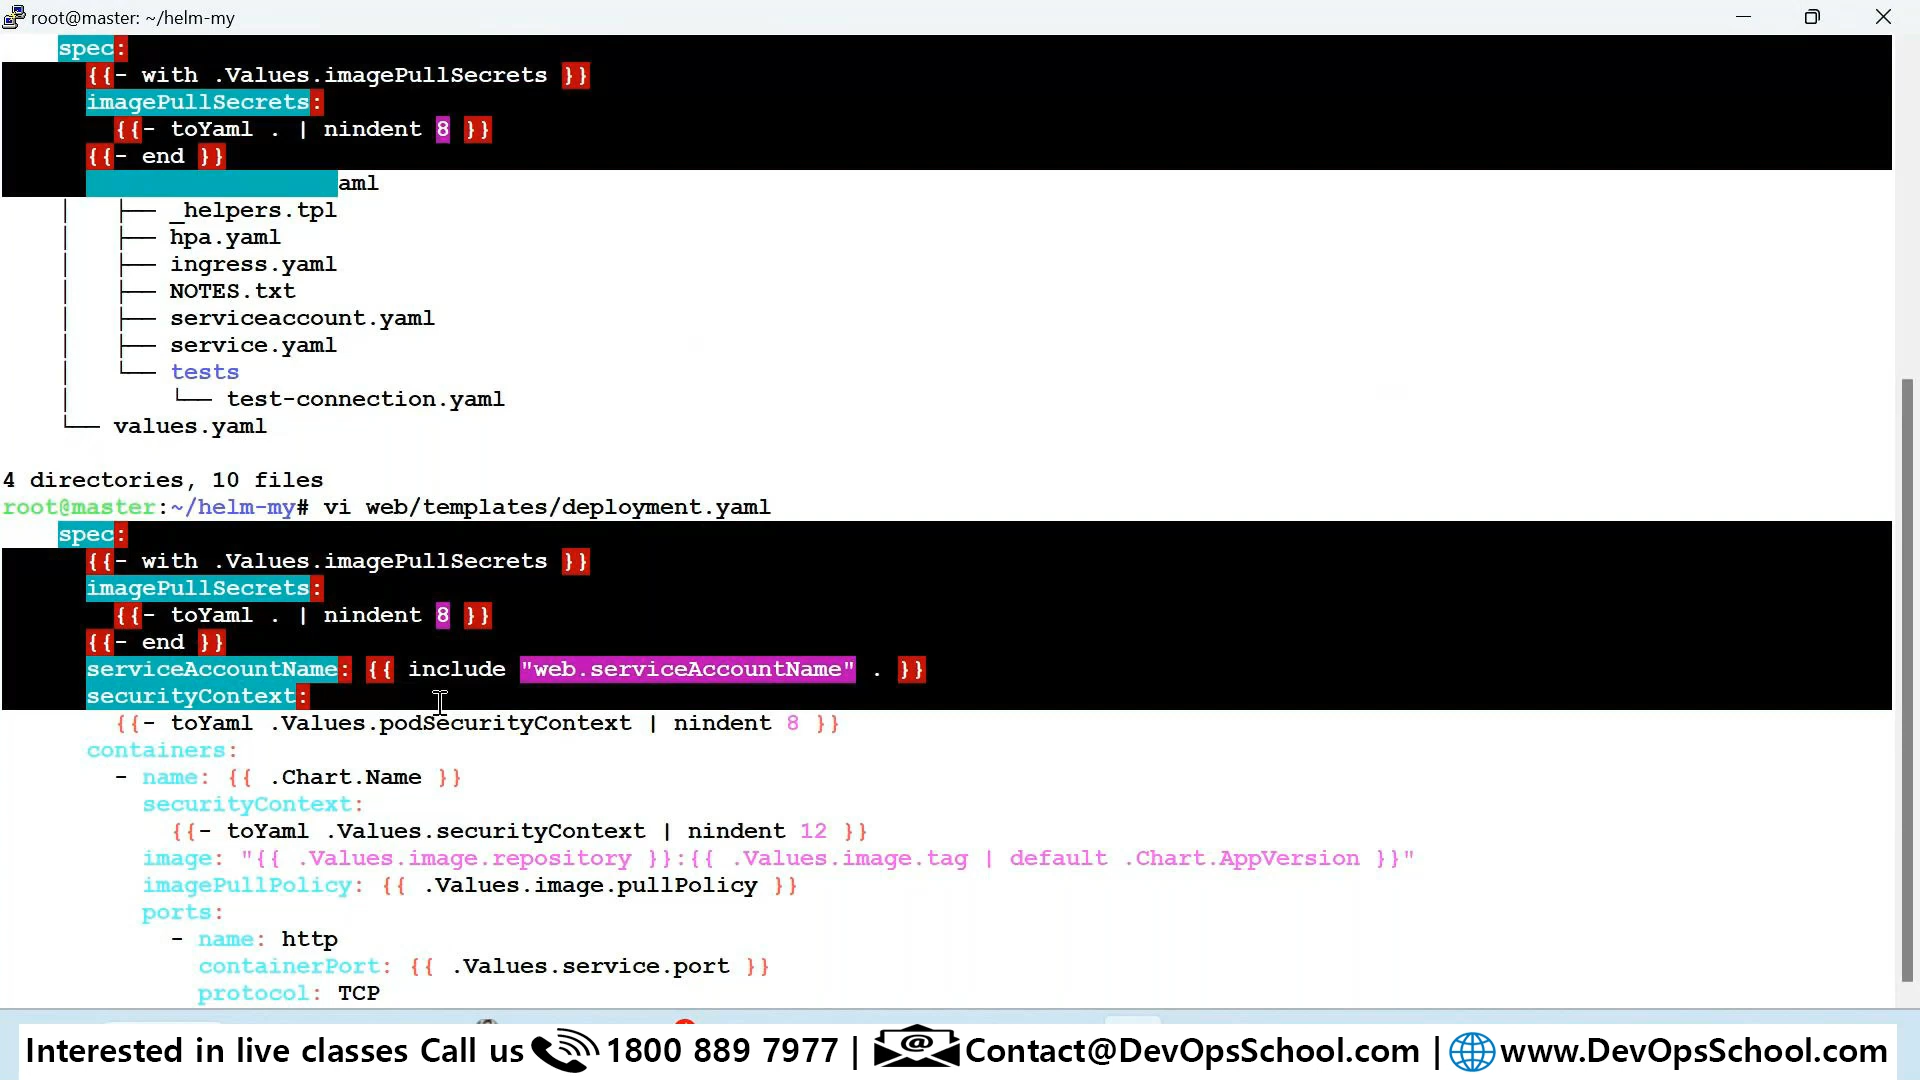 root@master: ~/helm-my
spec:
{{- with .Values.imagePullSecrets }}
imagePullSecrets:
{{- toYaml . | nindent 8 }}
{{- end }}
aml
├── _helpers.tpl
├── hpa.yaml
├── ingress.yaml
├── NOTES.txt
├── serviceaccount.yaml
├── service.yaml
└── tests
└── test-connection.yaml
└── values.yaml
4 directories, 10 files
root@master:~/helm-my# vi web/templates/deployment.yaml
spec:
{{- with .Values.imagePullSecrets }}
imagePullSecrets:
{{- toYaml . | nindent 8 }}
{{- end }}
serviceAccountName: {{ include "web.serviceAccountName" . }}
securityContext:
{{- toYaml .Values.podSecurityContext | nindent 8 }}
containers:
- name: {{ .Chart.Name }}
securityContext:
{{- toYaml .Values.securityContext | nindent 12 }}
image: "{{ .Values.image.repository }}:{{ .Values.image.tag | default .Chart.AppVersion }}"
imagePullPolicy: {{ .Values.image.pullPolicy }}
ports:
- name: http
containerPort: {{ .Values.service.port }}
protocol: TCP
Interested in live classes Call us 1800 889 7977 | Contact@DevOpsSchool.com | www.DevOpsSchool.com